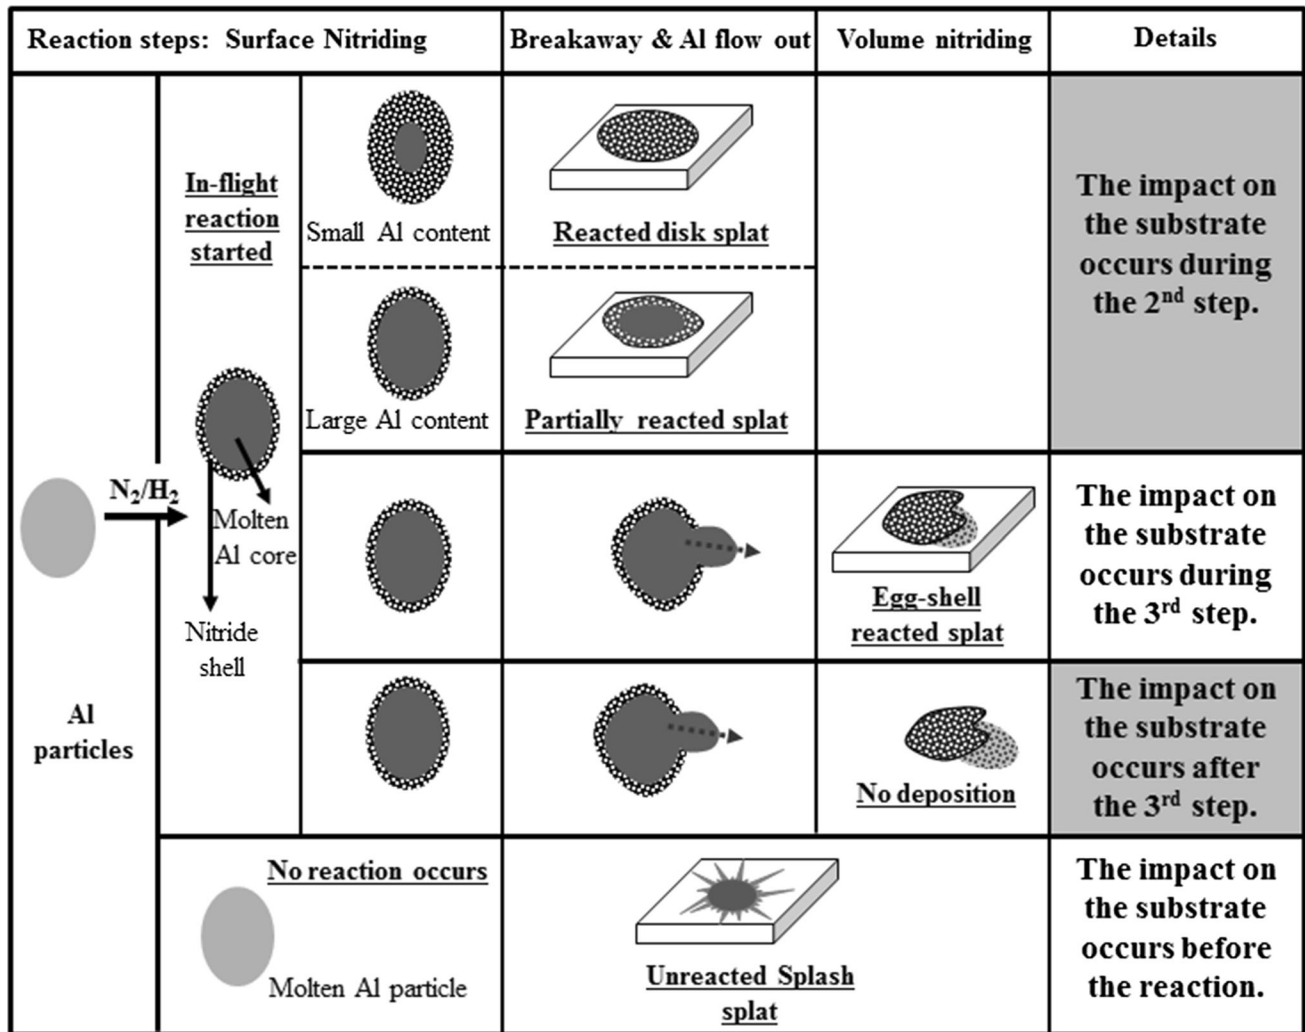 Reaction steps: Surface Nitriding
Breakaway & Al flow out
Volume nitriding
Details
Al
particles
N₂/H₂
In-flight
reaction
started
Molten
Al core
Nitride
shell
Small Al content
Reacted disk splat
Large Al content
Partially reacted splat
The impact on
the substrate
occurs during
the 2ⁿᵈ step.
Egg-shell
reacted splat
The impact on
the substrate
occurs during
the 3ʳᵈ step.
No deposition
The impact on
the substrate
occurs after
the 3ʳᵈ step.
No reaction occurs
Molten Al particle
Unreacted Splash
splat
The impact on
the substrate
occurs before
the reaction.